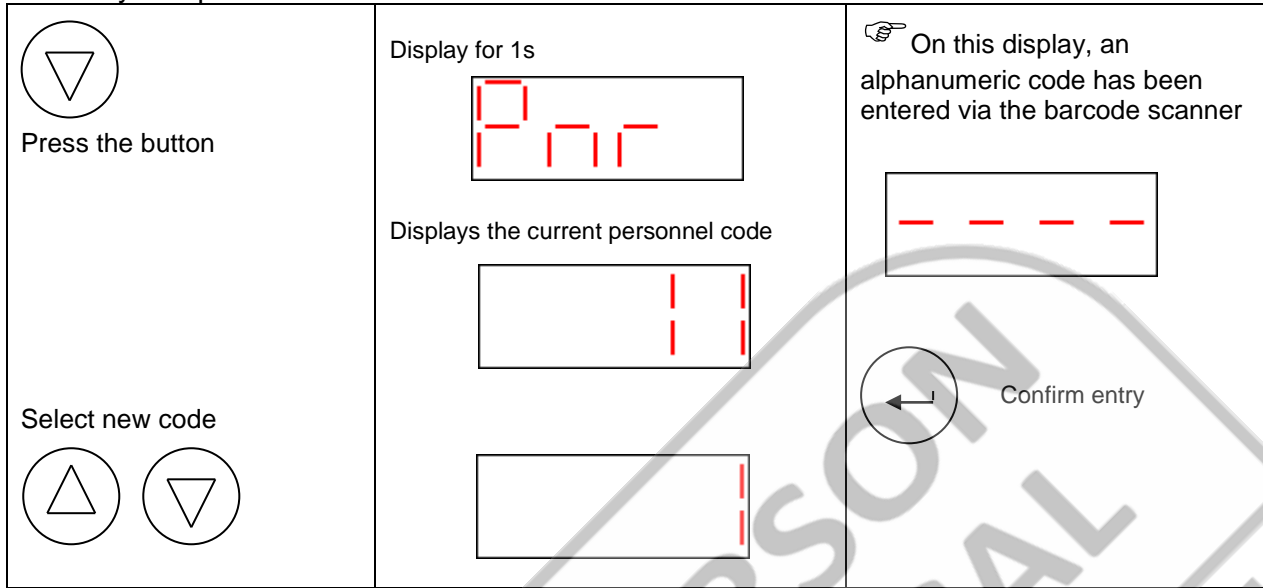 Press the button
Select new code
Display for 1s
Pnr
Displays the current personnel code
11
1
On this display, an
alphanumeric code has been
entered via the barcode scanner
- - - -
Confirm entry